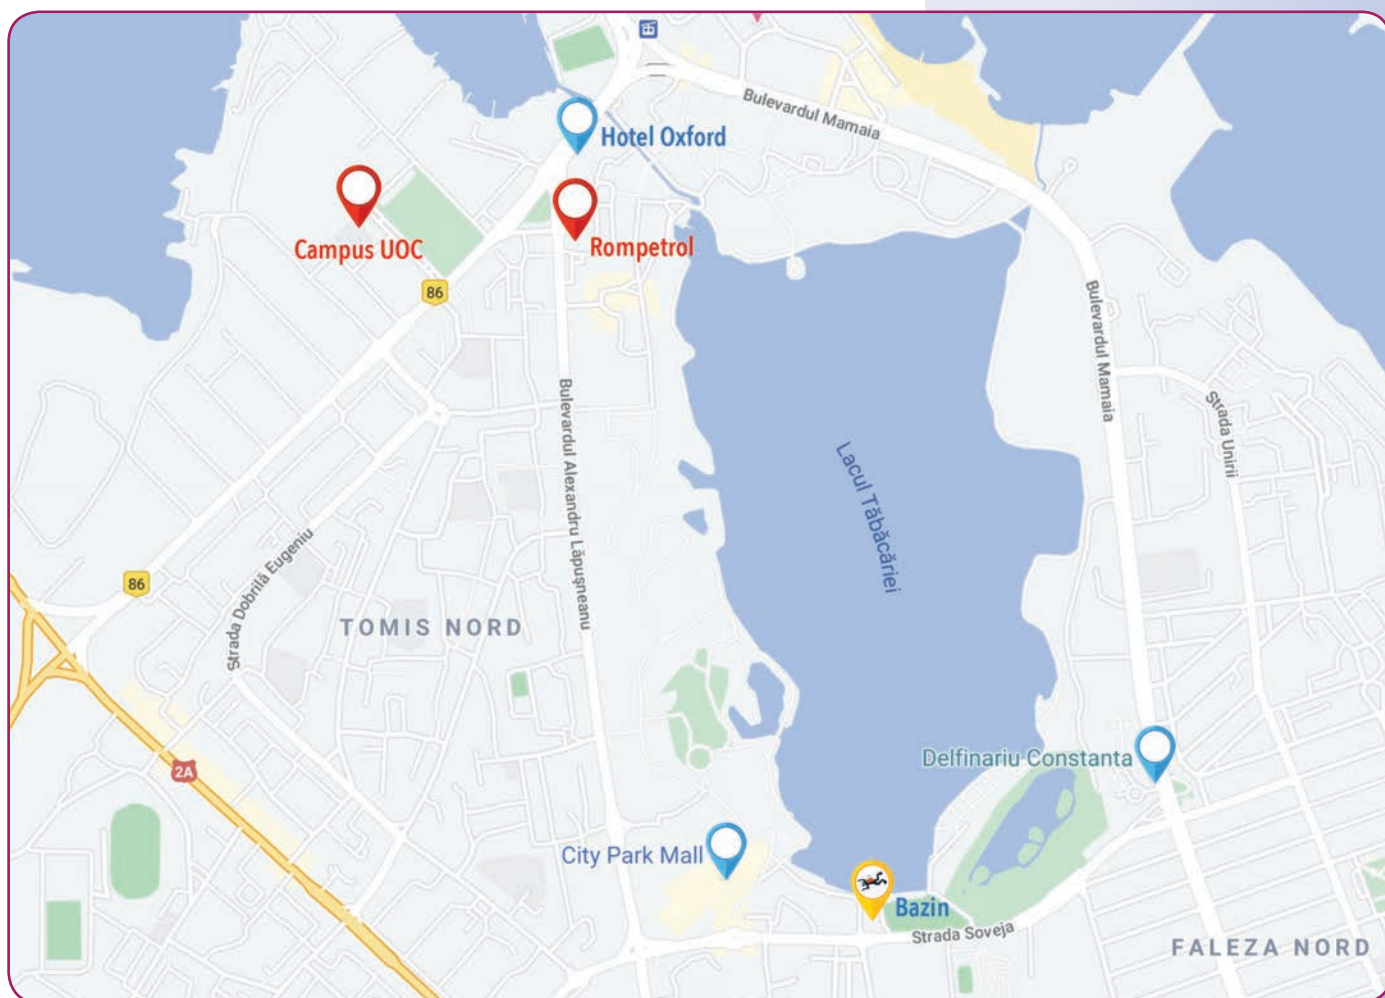 Bulevardul Mamaia
Hotel Oxford
Campus UOC
Rompetrol
86
Bulevardul Mamaia
Strada Unirii
Bulevardul Alexandru Lăpușneanu
Lacul Tăbăcăriei
Strada Dobrilă Eugeniu
86
TOMIS NORD
2A
Delfinariu Constanta
City Park Mall
Bazin
Strada Soveja
FALEZA NORD